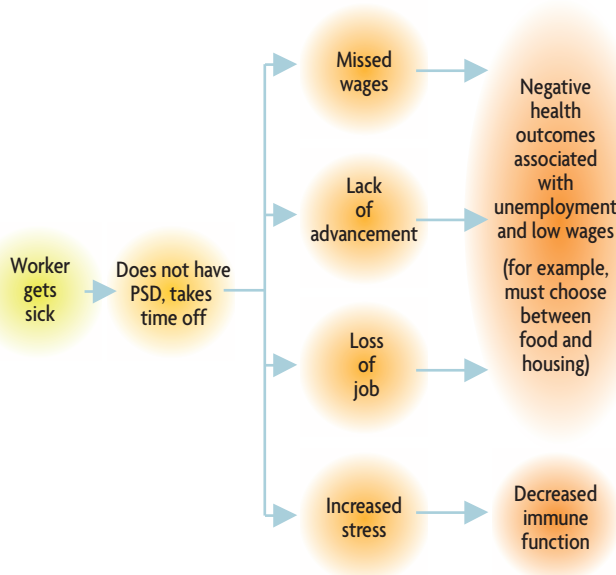 Worker
gets
sick
Does not have
PSD, takes
time off
Missed
wages
Lack
of
advancement
Loss
of
job
Increased
stress
Negative
health
outcomes
associated
with
unemployment
and low wages
(for example,
must choose
between
food and
housing)
Decreased
immune
function